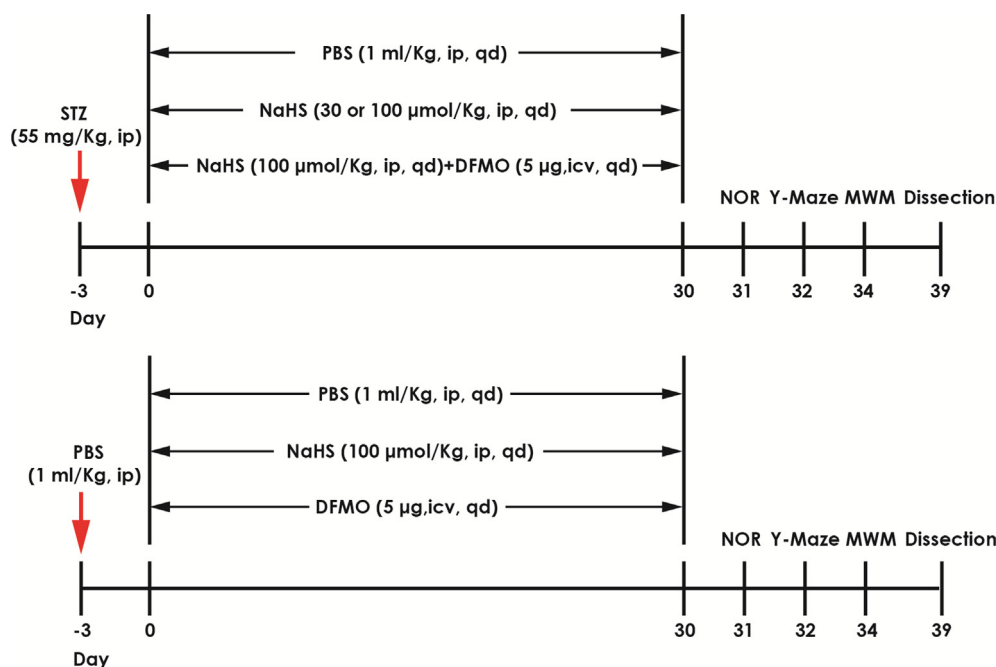 PBS (1 ml/Kg, ip, qd)
STZ
(55 mg/Kg, ip)
NaHS (30 or 100 µmol/Kg, ip, qd)
NaHS (100 µmol/Kg, ip, qd)+DFMO (5 µg,icv, qd)
NOR Y-Maze MWM Dissection
-3 0 30 31 32 34 39
Day
PBS (1 ml/Kg, ip, qd)
PBS
(1 ml/Kg, ip)
NaHS (100 µmol/Kg, ip, qd)
DFMO (5 µg,icv, qd)
NOR Y-Maze MWM Dissection
-3 0 30 31 32 34 39
Day